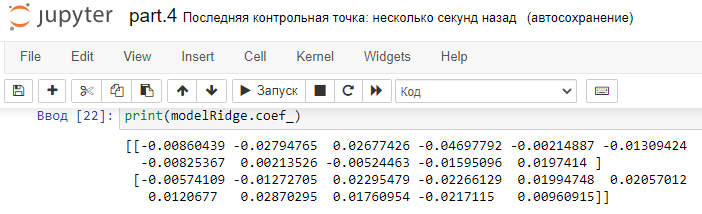 jupyter part.4 Последняя контрольная точка: несколько секунд назад (автосохранение)
File Edit View Insert Cell Kernel Widgets Help
Запуск Код
Ввод [22]: print(modelRidge.coef_)
[[-0.00860439 -0.02794765  0.02677426 -0.04697792 -0.00214887 -0.01309424
  -0.00825367  0.00213526 -0.00524463 -0.01595096  0.0197414 ]
 [-0.00574109 -0.01272705  0.02295479 -0.02266129  0.01994748  0.02057012
   0.0120677   0.02870295  0.01760954 -0.0217115   0.00960915]]